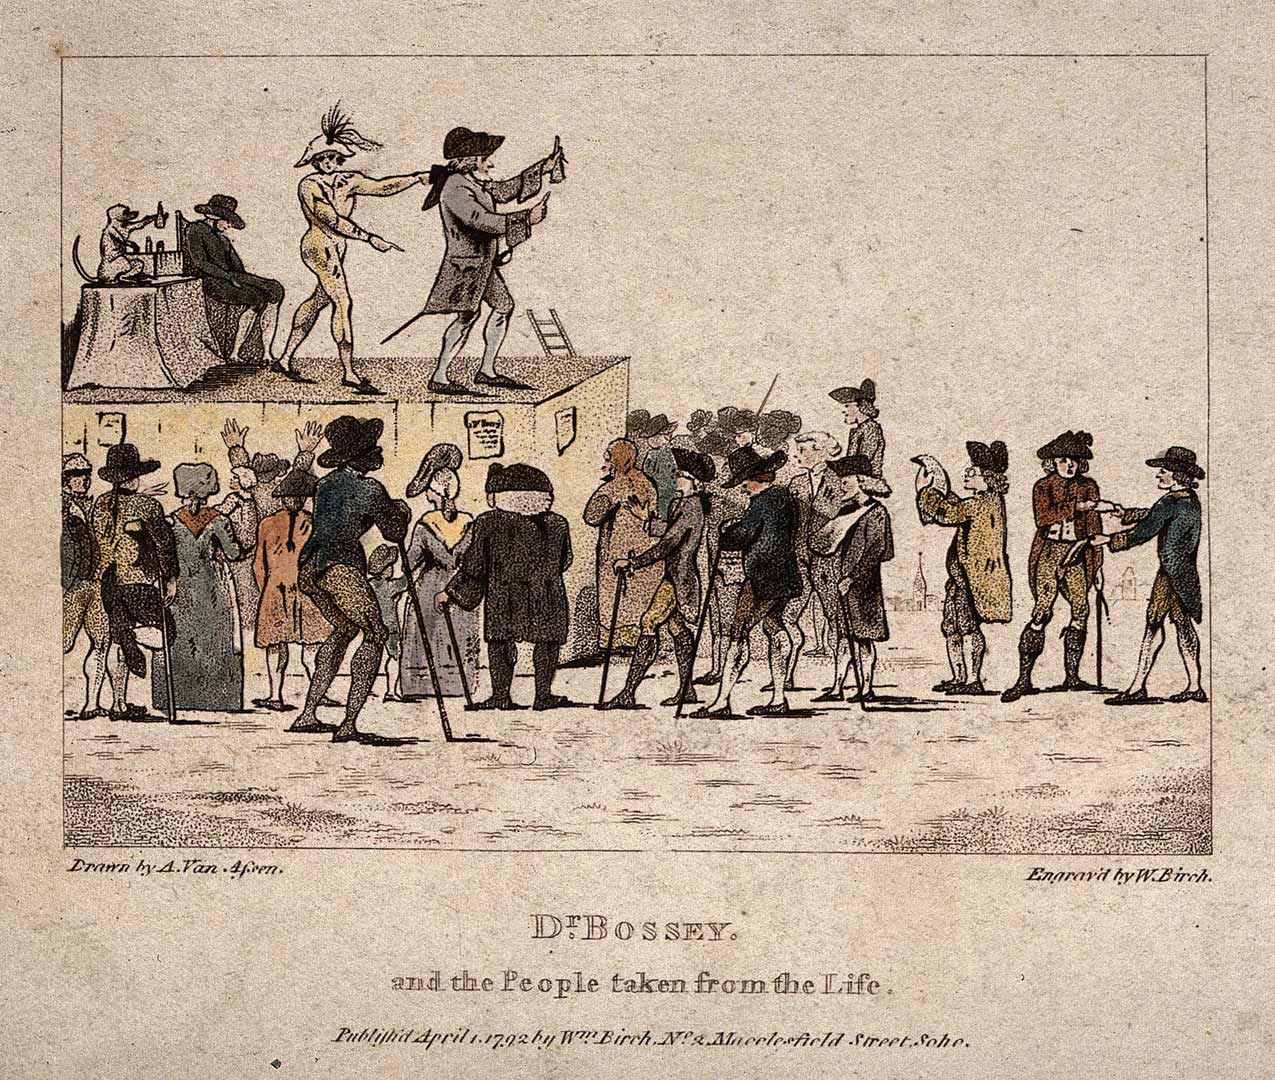 Dr Bossey
Drawn by A. Van Aſsen.
Engrav'd by W. Birch.
Dr. BOSSEY.
and the People taken from the Life.
Publiſh'd April 1. 1792 by Wm. Birch. No. 2. Macclesfield Street. Soho.